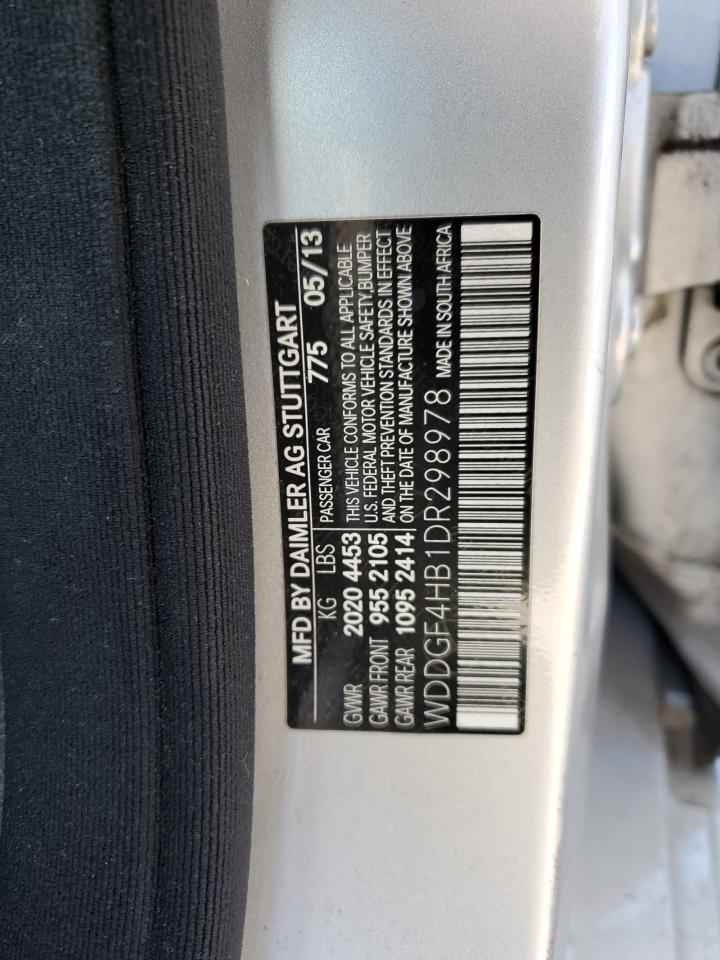 MFD BY DAIMLER AG STUTTGART
KG LBS PASSENGER CAR 775 05/13
GVWR 2020 4453
GAWR FRONT 955 2105
GAWR REAR 1095 2414
THIS VEHICLE CONFORMS TO ALL APPLICABLE
U.S. FEDERAL MOTOR VEHICLE SAFETY,BUMPER
AND THEFT PREVENTION STANDARDS IN EFFECT
ON THE DATE OF MANUFACTURE SHOWN ABOVE
WDDGF4HB1DR298978 MADE IN SOUTH AFRICA